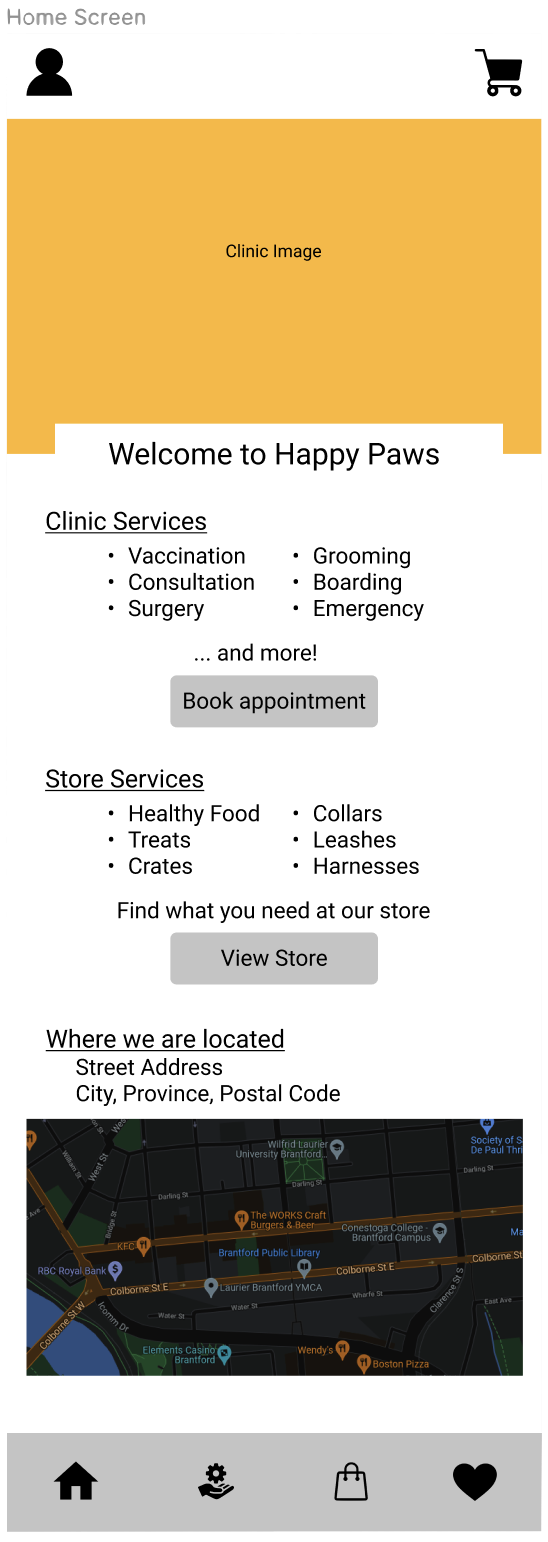 Home Screen
Clinic Image
Welcome to Happy Paws
Clinic Services
• Vaccination
• Consultation
• Surgery
• Grooming
• Boarding
• Emergency
... and more!
Book appointment
Store Services
• Healthy Food
• Treats
• Crates
• Collars
• Leashes
• Harnesses
Find what you need at our store
View Store
Where we are located
Street Address
City, Province, Postal Code
Wilfrid Laurier
University Brantford...
Society of S
De Paul Thri
West St
William St
Darling St
Darling St
Darling St
Ave
Bridge St
The WORKS Craft
Burgers & Beer
Conestoga College -
Brantford Campus
Ma
KFC
Brantford Public Library
Colborne St
RBC Royal Bank
Colborne St E
Colborne St E
Laurier Brantford YMCA
Colborne St W
Icomm Dr
Water St
Water St
Wharfe St
Clarence St S
East Ave
Elements Casino
Brantford
Wendy's
Boston Pizza